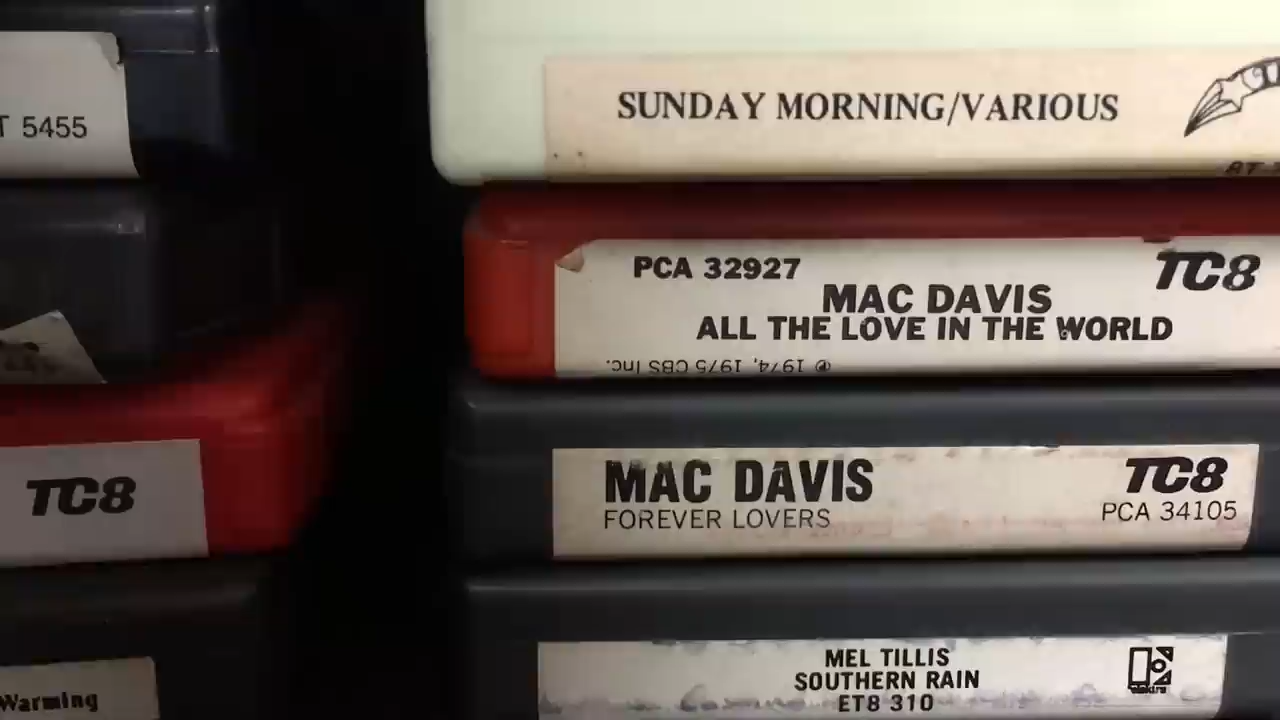 T 5455
TC8
Warming
SUNDAY MORNING/VARIOUS
PCA 32927
TC8
MAC DAVIS
ALL THE LOVE IN THE WORLD
℗ 1974, 1975 CBS Inc.
MAC DAVIS
TC8
FOREVER LOVERS
PCA 34105
MEL TILLIS
SOUTHERN RAIN
ET8 310
elektra